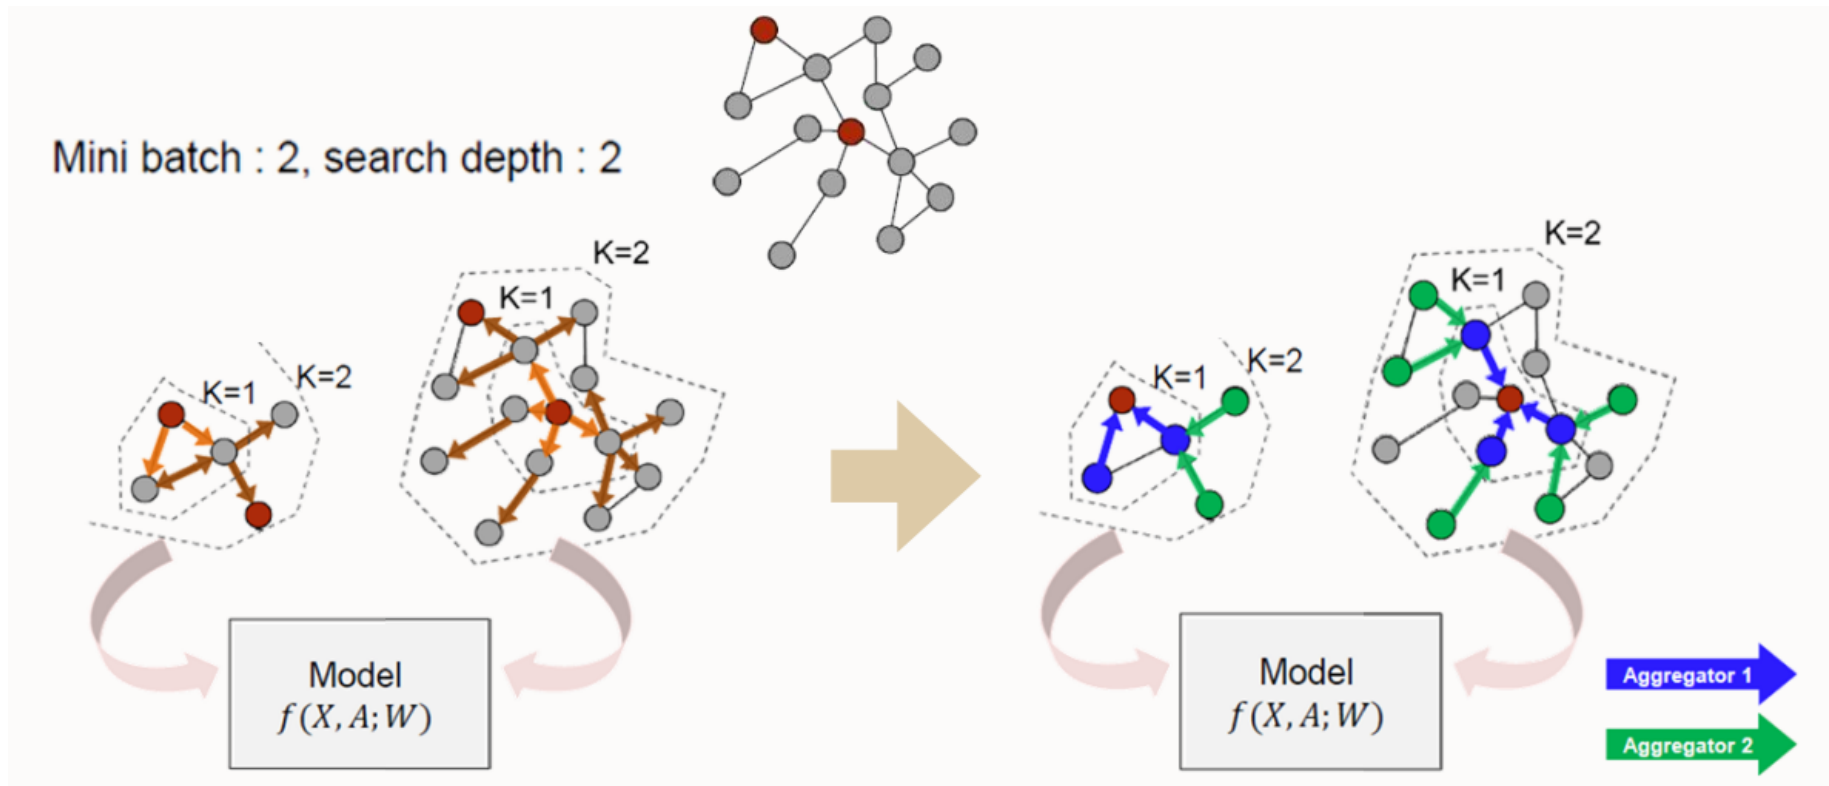 Mini batch : 2, search depth : 2
K=2
K=1
K=1
K=2
Model
f(X, A; W)
K=2
K=1
K=1
K=2
Model
f(X, A; W)
Aggregator 1
Aggregator 2